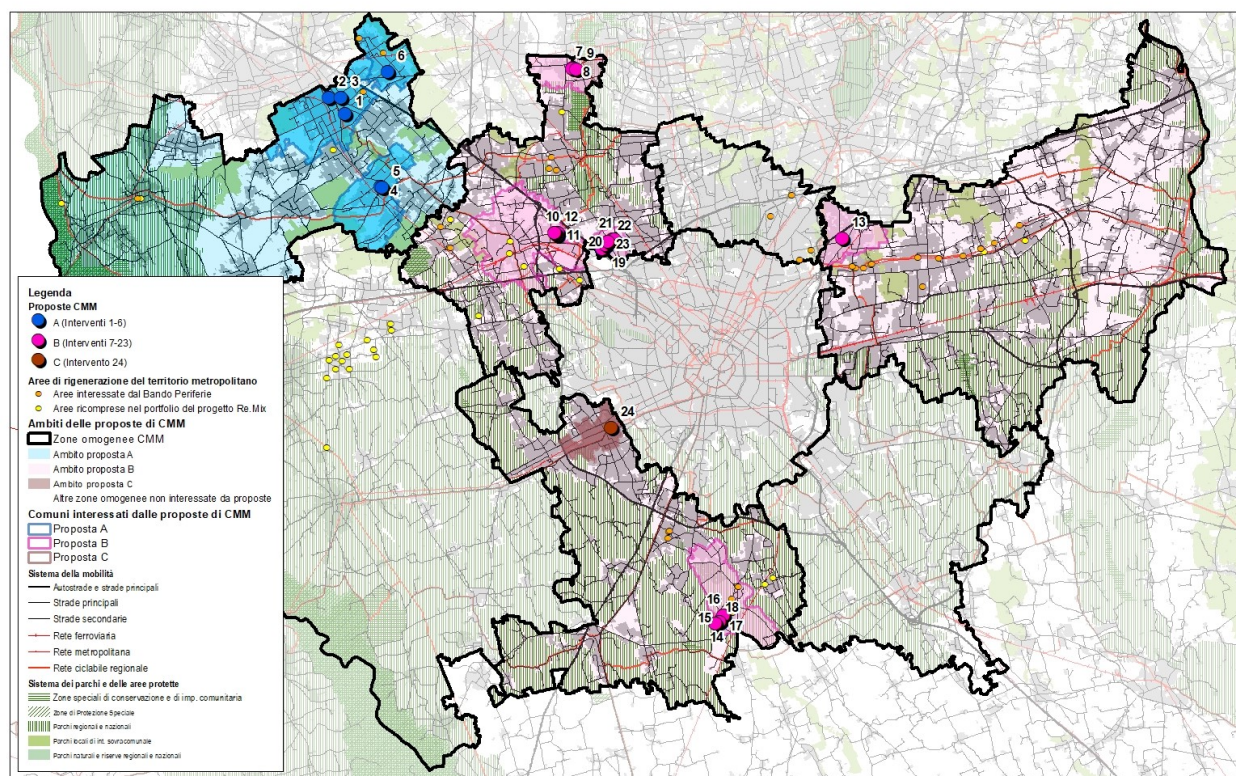 7 9
8
6
2 3
1
5
4
10 12
11
21 22
20 23
19
13
24
16
18
15 17
14
Legenda
Proposte CMM
A (Interventi 1-6)
B (Interventi 7-23)
C (Intervento 24)
Aree di rigenerazione del territorio metropolitano
Aree interessate dal Bando Periferie
Aree ricomprese nel portfolio del progetto Re.Mix
Ambiti delle proposte di CMM
Zone omogenee CMM
Ambito proposta A
Ambito proposta B
Ambito proposta C
Altre zone omogenee non interessate da proposte
Comuni interessati dalle proposte di CMM
Proposta A
Proposta B
Proposta C
Sistema della mobilità
Autostrade e strade principali
Strade principali
Strade secondarie
Rete ferroviaria
Rete metropolitana
Rete ciclabile regionale
Sistema dei parchi e delle aree protette
Zone speciali di conservazione e di imp. comunitaria
Zone di Protezione Speciale
Parchi regionali e nazionali
Parchi locali di int. sovracomunale
Parchi naturali e riserve regionali e nazionali